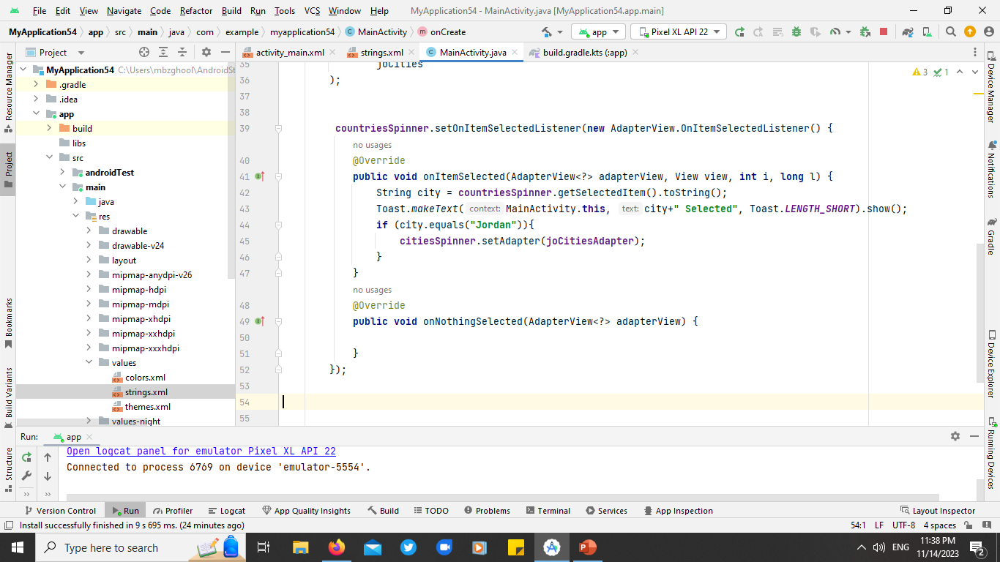 File Edit View Navigate Code Refactor Build Run Tools VCS Window Help MyApplication54 - MainActivity.java [MyApplication54.app.main]
MyApplication54 app src main java com example myapplication54 MainActivity onCreate app Pixel XL API 22
Project
activity_main.xml strings.xml MainActivity.java build.gradle.kts (:app)
Resource Manager
Project
Bookmarks
Build Variants
Structure
MyApplication54 C:\Users\mbzghool\AndroidSt
.gradle
.idea
app
build
libs
src
androidTest
main
java
res
drawable
drawable-v24
layout
mipmap-anydpi-v26
mipmap-hdpi
mipmap-mdpi
mipmap-xhdpi
mipmap-xxhdpi
mipmap-xxxhdpi
values
colors.xml
strings.xml
themes.xml
values-night
3 1
35 joCities
36 );
37
38
39 countriesSpinner.setOnItemSelectedListener(new AdapterView.OnItemSelectedListener() {
no usages
40 @Override
41 public void onItemSelected(AdapterView<?> adapterView, View view, int i, long l) {
42 String city = countriesSpinner.getSelectedItem().toString();
43 Toast.makeText( context: MainActivity.this, text: city+" Selected", Toast.LENGTH_SHORT).show();
44 if (city.equals("Jordan")){
45 citiesSpinner.setAdapter(joCitiesAdapter);
46 }
47 }
no usages
48 @Override
49 public void onNothingSelected(AdapterView<?> adapterView) {
50
51 }
52 });
53
54
55
Device Manager
Notifications
Gradle
Device Explorer
Running Devices
Run: app
Open logcat panel for emulator Pixel XL API 22
Connected to process 6769 on device 'emulator-5554'.
Version Control Run Profiler Logcat App Quality Insights Build TODO Problems Terminal Services App Inspection Layout Inspector
Install successfully finished in 9 s 695 ms. (24 minutes ago) 54:1 LF UTF-8 4 spaces
Type here to search ENG 11:38 PM
11/14/2023 2